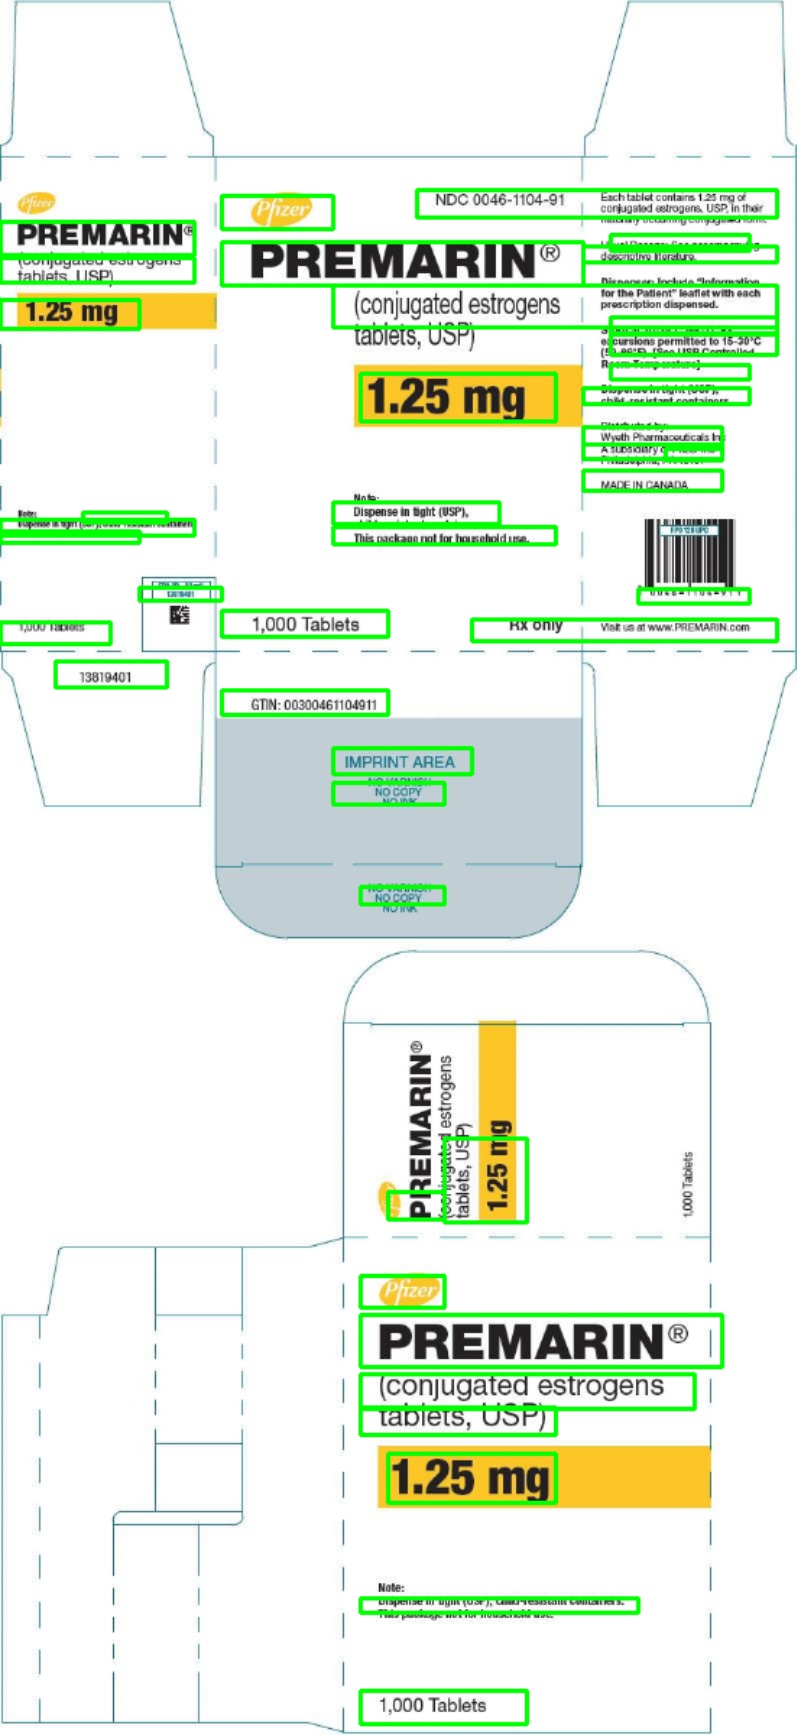 Pfizer
PREMARIN®
(conjugated estrogens
tablets, USP)
1.25 mg
Note:
Dispense in tight (USP), child-resistant containers.
1,000 Tablets
13819401
13819401
Pfizer
NDC 0046-1104-91
PREMARIN®
(conjugated estrogens
tablets, USP)
1.25 mg
Note:
Dispense in tight (USP),
child-resistant containers.
This package not for household use.
1,000 Tablets
Rx only
Each tablet contains 1.25 mg of
conjugated estrogens, USP, in their
naturally occurring conjugated form.
Usual Dosage: See accompanying
descriptive literature.
Dispenser: Include "Information
for the Patient" leaflet with each
prescription dispensed.
excursions permitted to 15-30°C
(59-86°F). [See USP Controlled
Room Temperature]
Dispense in tight (USP),
child-resistant containers.
Distributed by:
Wyeth Pharmaceuticals Inc
A subsidiary of Pfizer Inc
Philadelphia,
MADE IN CANADA
Visit us at www.PREMARIN.com
GTIN: 00300461104911
IMPRINT AREA
NO VARNISH
NO COPY
NO INK
NO VARNISH
NO COPY
NO INK
PREMARIN®
(conjugated estrogens
tablets, USP)
1.25 mg
1,000 Tablets
Pfizer
PREMARIN®
(conjugated estrogens
tablets, USP)
1.25 mg
Note:
Dispense in tight (USP), child-resistant containers.
This package not for household use.
1,000 Tablets